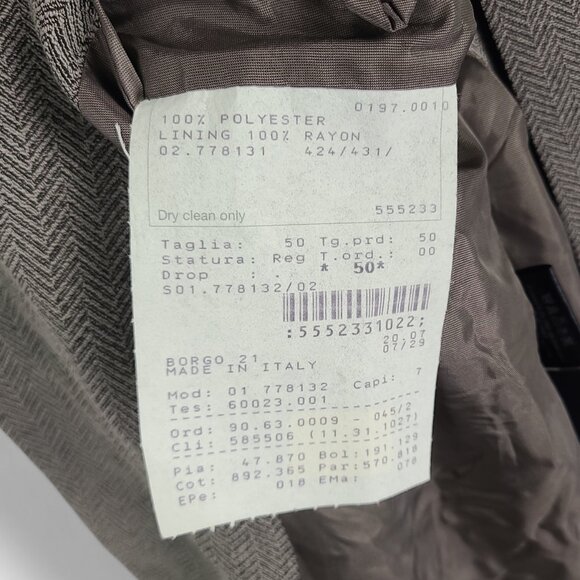 0197.0010
100% POLYESTER
LINING 100% RAYON
02.778131 424/431/
Dry clean only 555233
Taglia: 50 Tg.prd: 50
Statura: Reg T.ord.: 00
Drop : . * 50*
S01.778132/02
:5552331022;
20.07
07/29
BORGO 21
MADE IN ITALY
Mod: 01 778132 Capi: 7
Tes: 60023.001
Ord: 90.63.0009 - 045/2
Cli: 585506 (11.31.1027)
Pia: 47.870 Bol: 191.129
Cot: 892.365 Par: 570.818
EPe: 018 EMa: 078